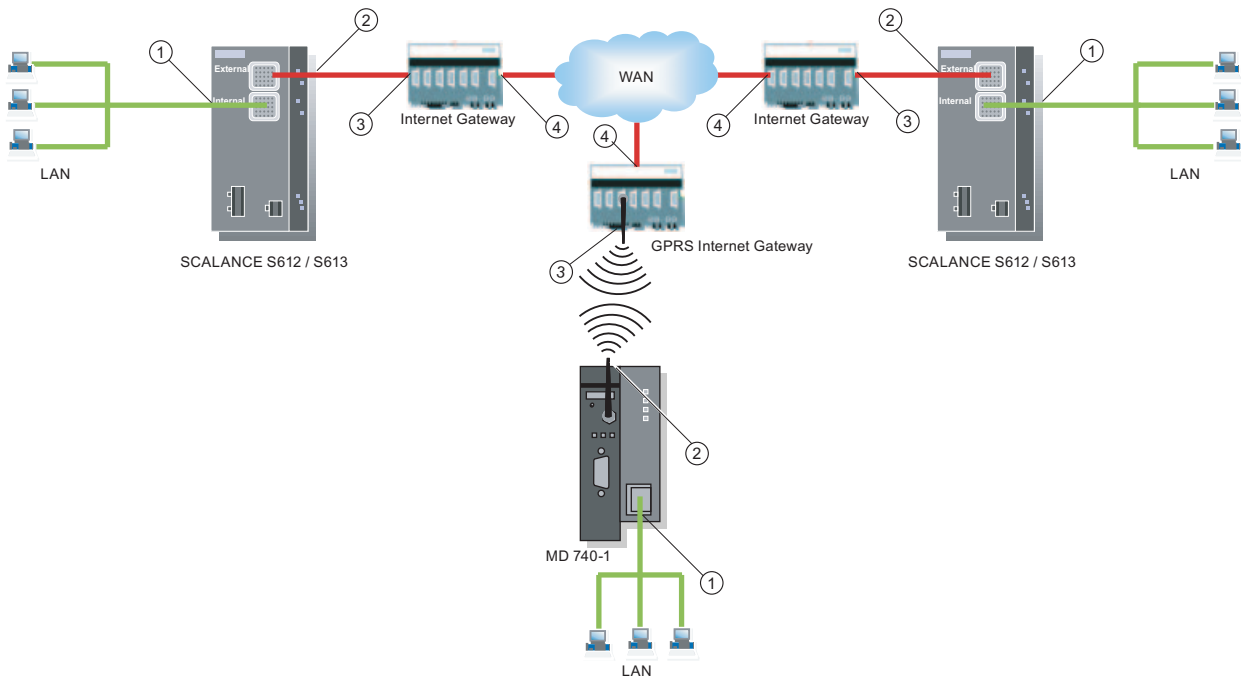 2
2
1
1
External
WAN
External
Internal
Internal
3
4
4
3
Internet Gateway
Internet Gateway
4
LAN
LAN
GPRS Internet Gateway
SCALANCE S612 / S613
SCALANCE S612 / S613
3
2
MD 740-1
1
LAN